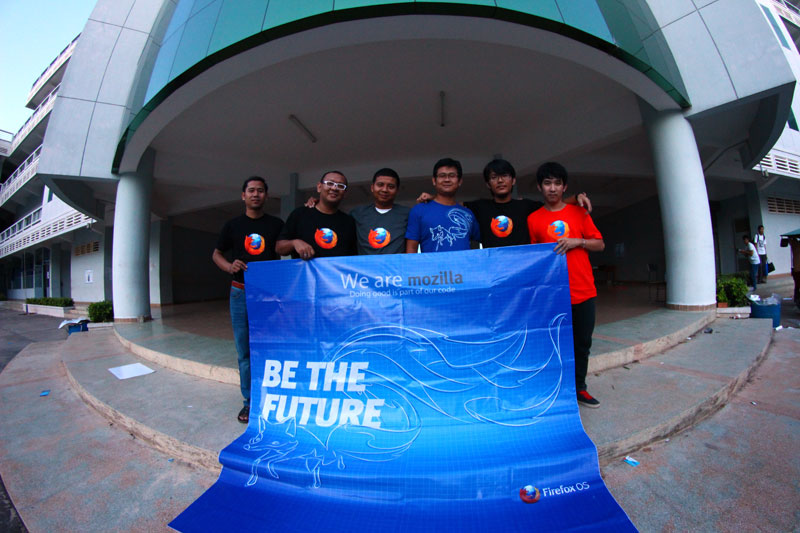 We are mozilla
Doing good is part of our code
BE THE
FUTURE
Firefox OS